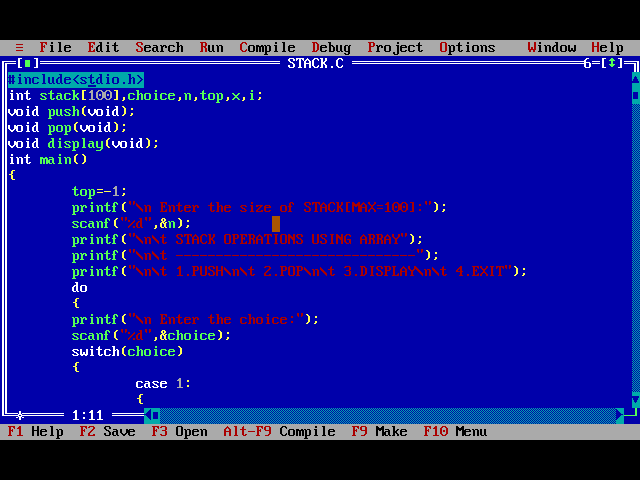 ≡ File Edit Search Run Compile Debug Project Options Window Help
[■] STACK.C 6=[↕]
#include<stdio.h>
int stack[100],choice,n,top,x,i;
void push(void);
void pop(void);
void display(void);
int main()
{
top=-1;
printf("\n Enter the size of STACK[MAX=100]:");
scanf("%d",&n);
printf("\n\t STACK OPERATIONS USING ARRAY");
printf("\n\t --------------------------------");
printf("\n\t 1.PUSH\n\t 2.POP\n\t 3.DISPLAY\n\t 4.EXIT");
do
{
printf("\n Enter the choice:");
scanf("%d",&choice);
switch(choice)
{
case 1:
{
* 1:11
F1 Help F2 Save F3 Open Alt-F9 Compile F9 Make F10 Menu